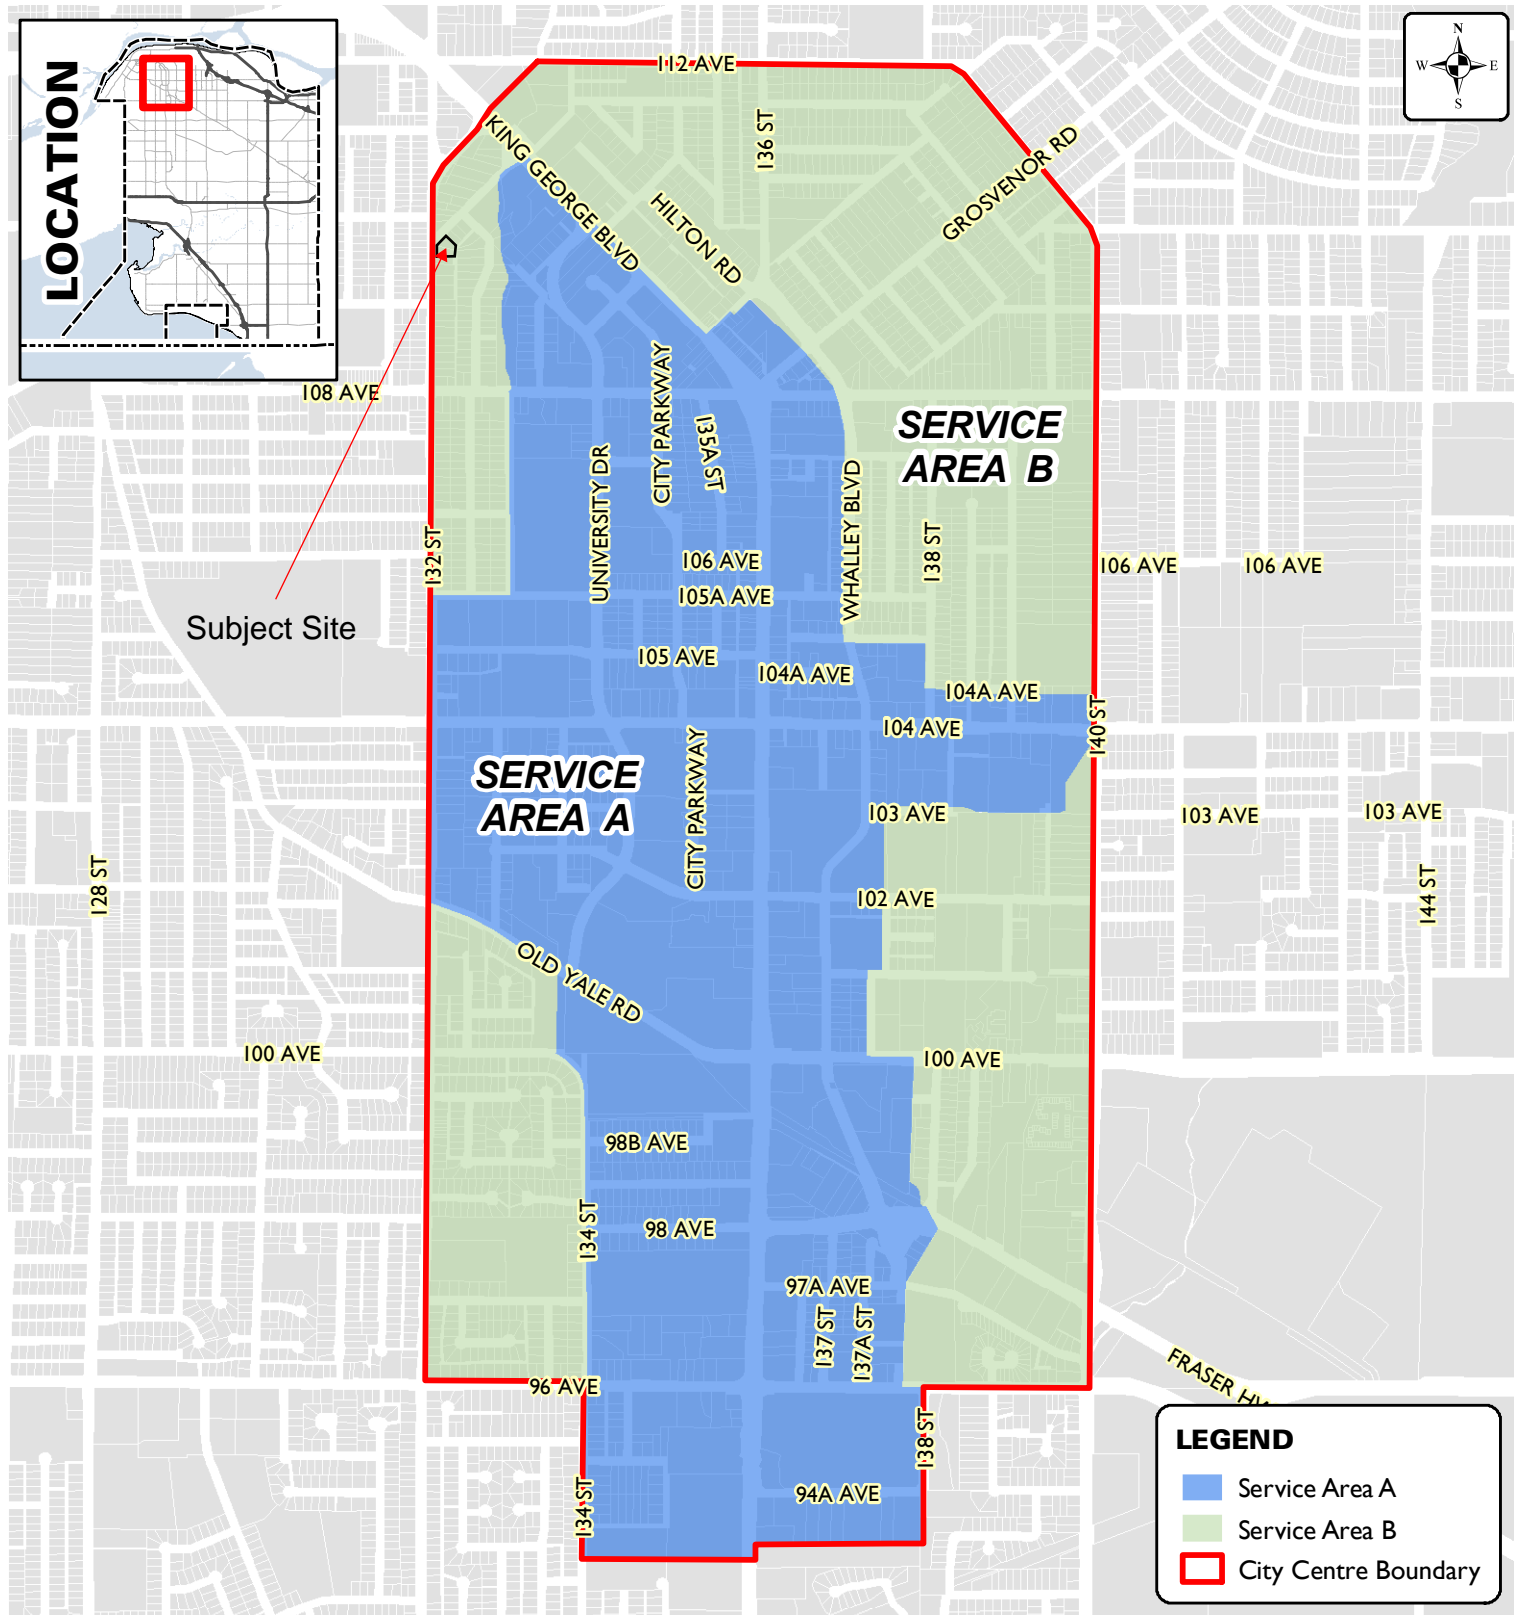 LOCATION
N
W
E
S
112 AVE
136 ST
KING GEORGE BLVD
HILTON RD
GROSVENOR RD
108 AVE
CITY PARKWAY
135A ST
UNIVERSITY DR
WHALLEY BLVD
SERVICE
AREA B
138 ST
132 ST
106 AVE
106 AVE
106 AVE
105A AVE
Subject Site
105 AVE
104A AVE
104A AVE
104 AVE
140 ST
CITY PARKWAY
SERVICE
AREA A
103 AVE
103 AVE
103 AVE
128 ST
102 AVE
144 ST
OLD YALE RD
100 AVE
100 AVE
98B AVE
134 ST
98 AVE
97A AVE
137 ST
137A ST
FRASER HW
96 AVE
138 ST
94A AVE
134 ST
LEGEND
Service Area A
Service Area B
City Centre Boundary